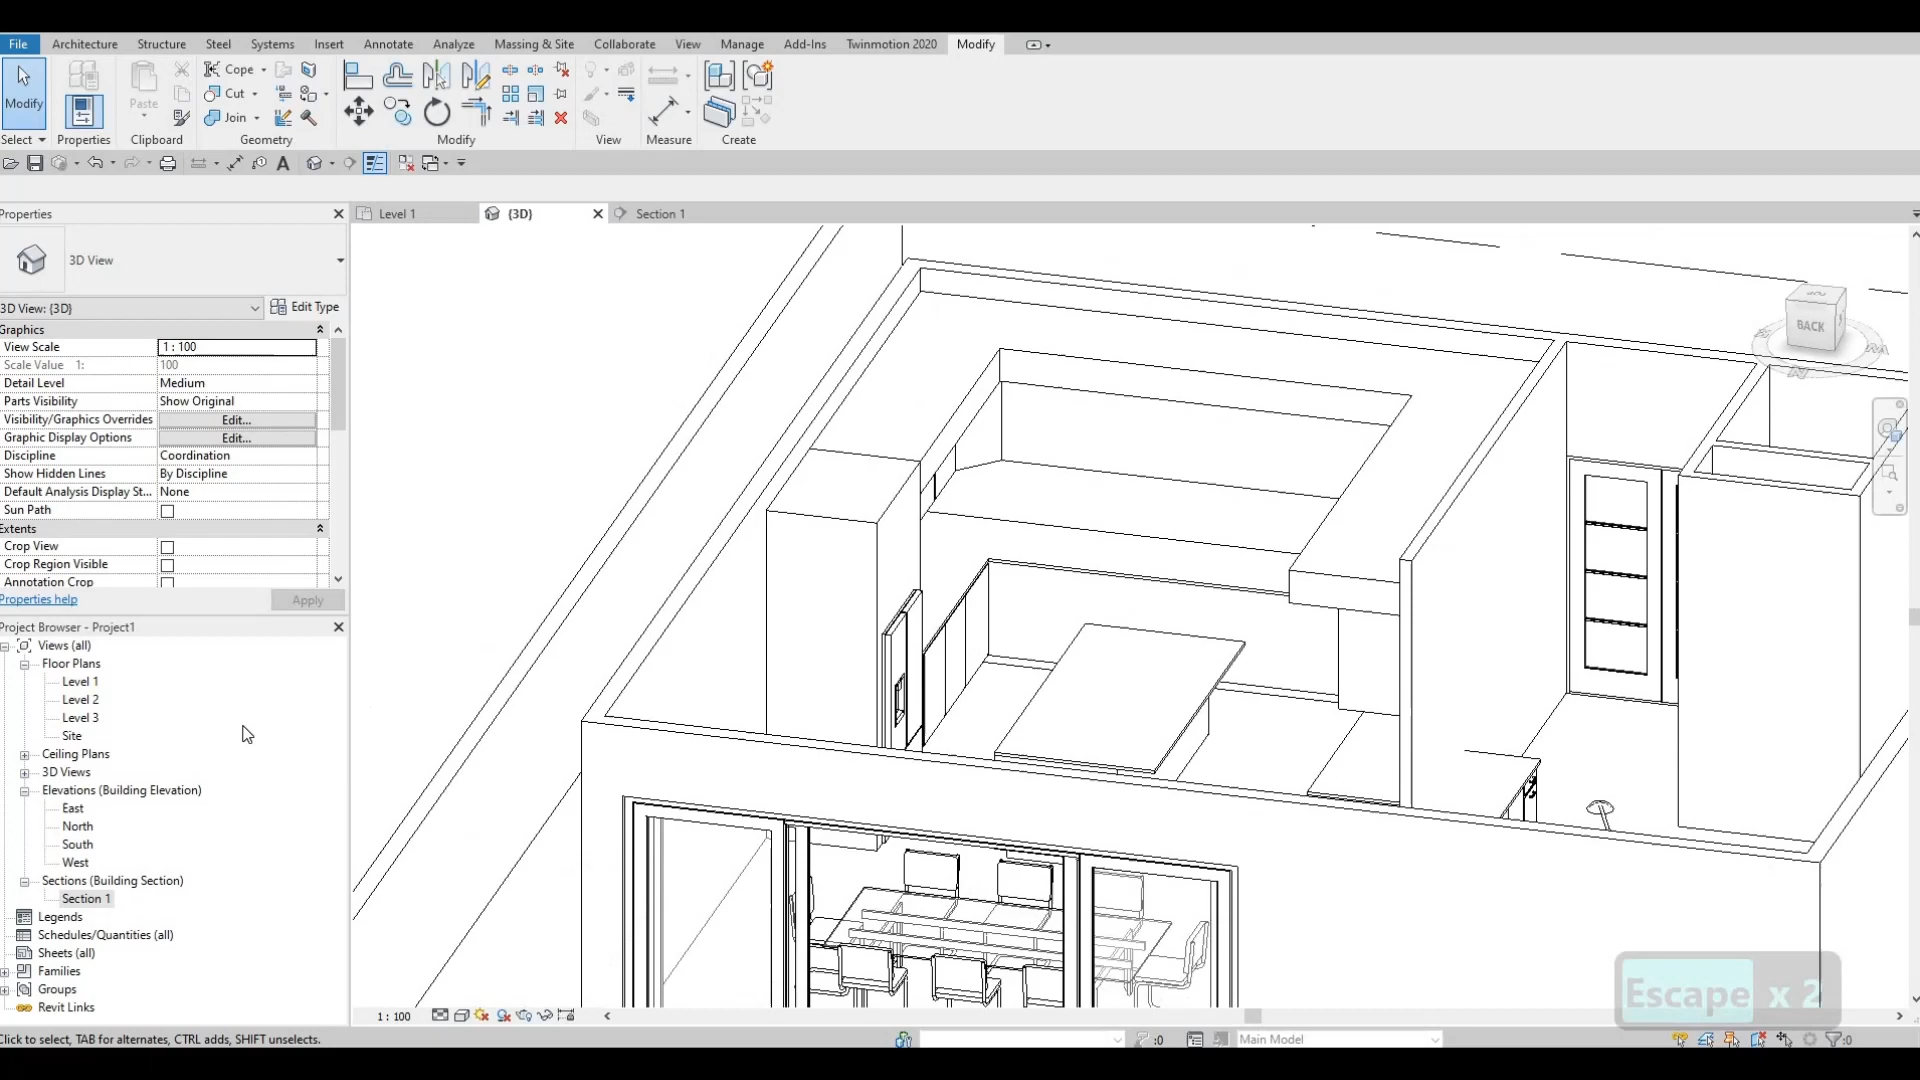 File Architecture Structure Steel Systems Insert Annotate Analyze Massing & Site Collaborate View Manage Add-Ins Twinmotion 2020 Modify
Modify
Paste
Cope
Cut
Join
Select Properties Clipboard Geometry Modify View Measure Create
Properties
Level 1 {3D} Section 1
3D View
3D View: {3D} Edit Type
Graphics
View Scale 1 : 100
Scale Value 1: 100
Detail Level Medium
Parts Visibility Show Original
Visibility/Graphics Overrides Edit...
Graphic Display Options Edit...
Discipline Coordination
Show Hidden Lines By Discipline
Default Analysis Display St... None
Sun Path
Extents
Crop View
Crop Region Visible
Annotation Crop
Properties help Apply
BACK
Project Browser - Project1
Views (all)
Floor Plans
Level 1
Level 2
Level 3
Site
Ceiling Plans
3D Views
Elevations (Building Elevation)
East
North
South
West
Sections (Building Section)
Section 1
Legends
Schedules/Quantities (all)
Sheets (all)
Families
Groups
Revit Links
Escape x 2
1 : 100
Click to select, TAB for alternates, CTRL adds, SHIFT unselects.
:0
Main Model
:0